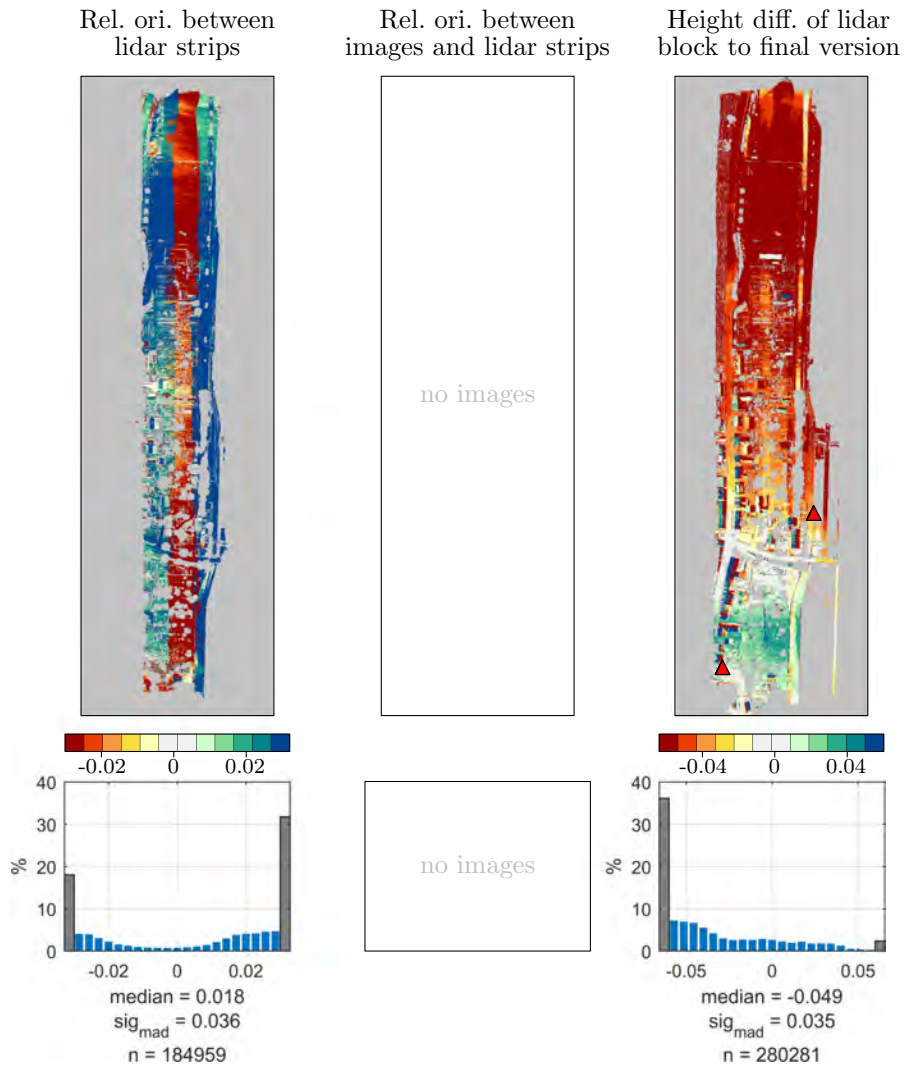 Rel. ori. between
lidar strips
Rel. ori. between
images and lidar strips
Height diff. of lidar
block to final version
no images
-0.02 0 0.02
-0.04 0 0.04
40
30
20
10
0
%
-0.02 0 0.02
median = 0.018
sig_mad = 0.036
n = 184959
no images
40
30
20
10
0
%
-0.05 0 0.05
median = -0.049
sig_mad = 0.035
n = 280281